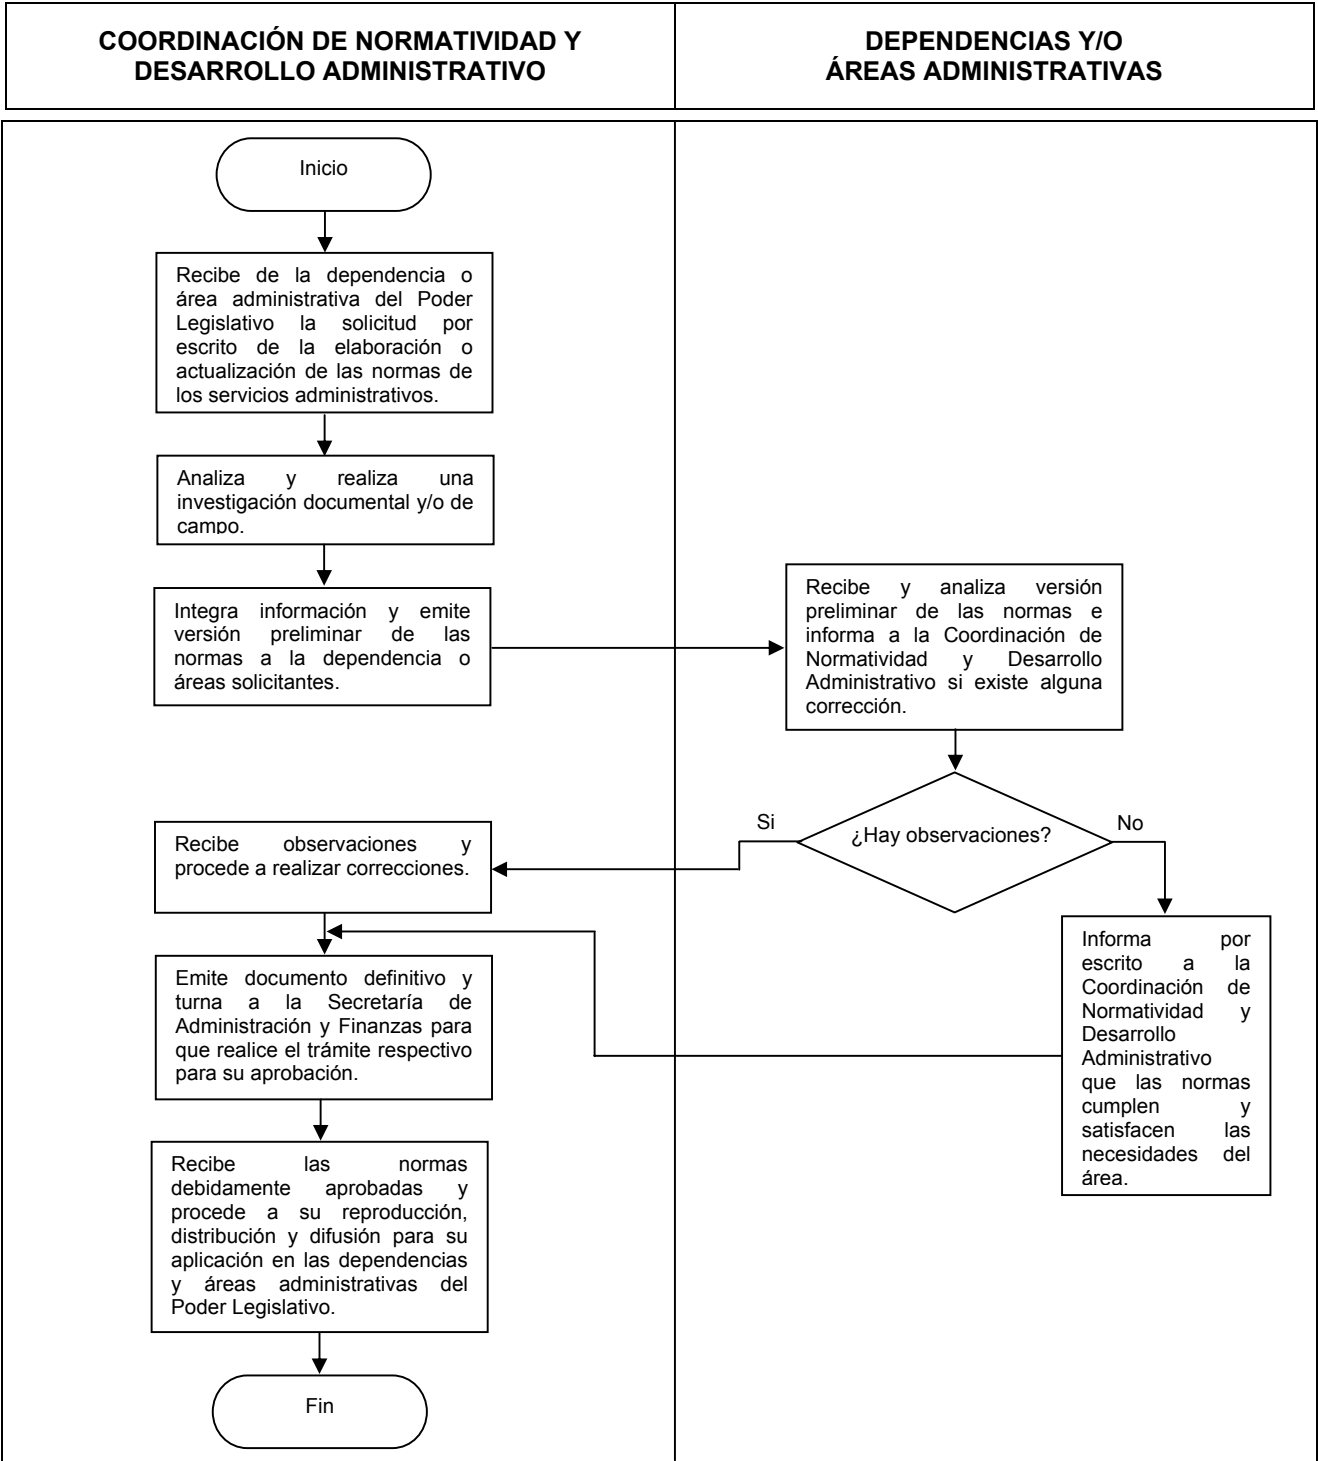 COORDINACIÓN DE NORMATIVIDAD Y
DESARROLLO ADMINISTRATIVO
DEPENDENCIAS Y/O
ÁREAS ADMINISTRATIVAS
Inicio
Recibe de la dependencia o
área administrativa del Poder
Legislativo la solicitud por
escrito de la elaboración o
actualización de las normas de
los servicios administrativos.
Analiza y realiza una
investigación documental y/o de
campo.
Integra información y emite
versión preliminar de las
normas a la dependencia o
áreas solicitantes.
Recibe y analiza versión
preliminar de las normas e
informa a la Coordinación de
Normatividad y Desarrollo
Administrativo si existe alguna
corrección.
¿Hay observaciones?
Si
No
Recibe observaciones y
procede a realizar correcciones.
Informa por
escrito a la
Coordinación de
Normatividad y
Desarrollo
Administrativo
que las normas
cumplen y
satisfacen las
necesidades del
área.
Emite documento definitivo y
turna a la Secretaría de
Administración y Finanzas para
que realice el trámite respectivo
para su aprobación.
Recibe las normas
debidamente aprobadas y
procede a su reproducción,
distribución y difusión para su
aplicación en las dependencias
y áreas administrativas del
Poder Legislativo.
Fin